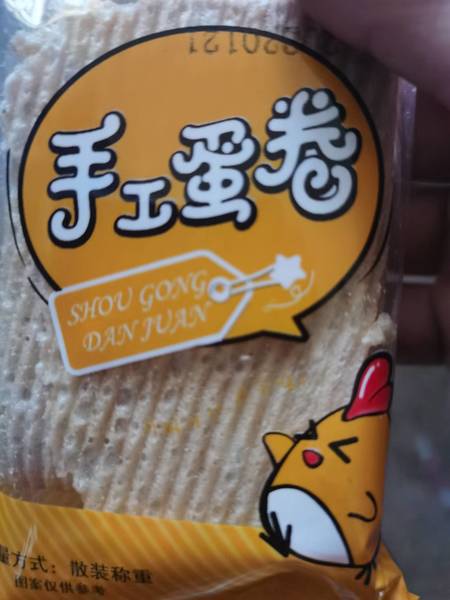 20121
手工蛋卷
SHOU GONG
DAN JUAN
量方式：散装称重
图案仅供参考